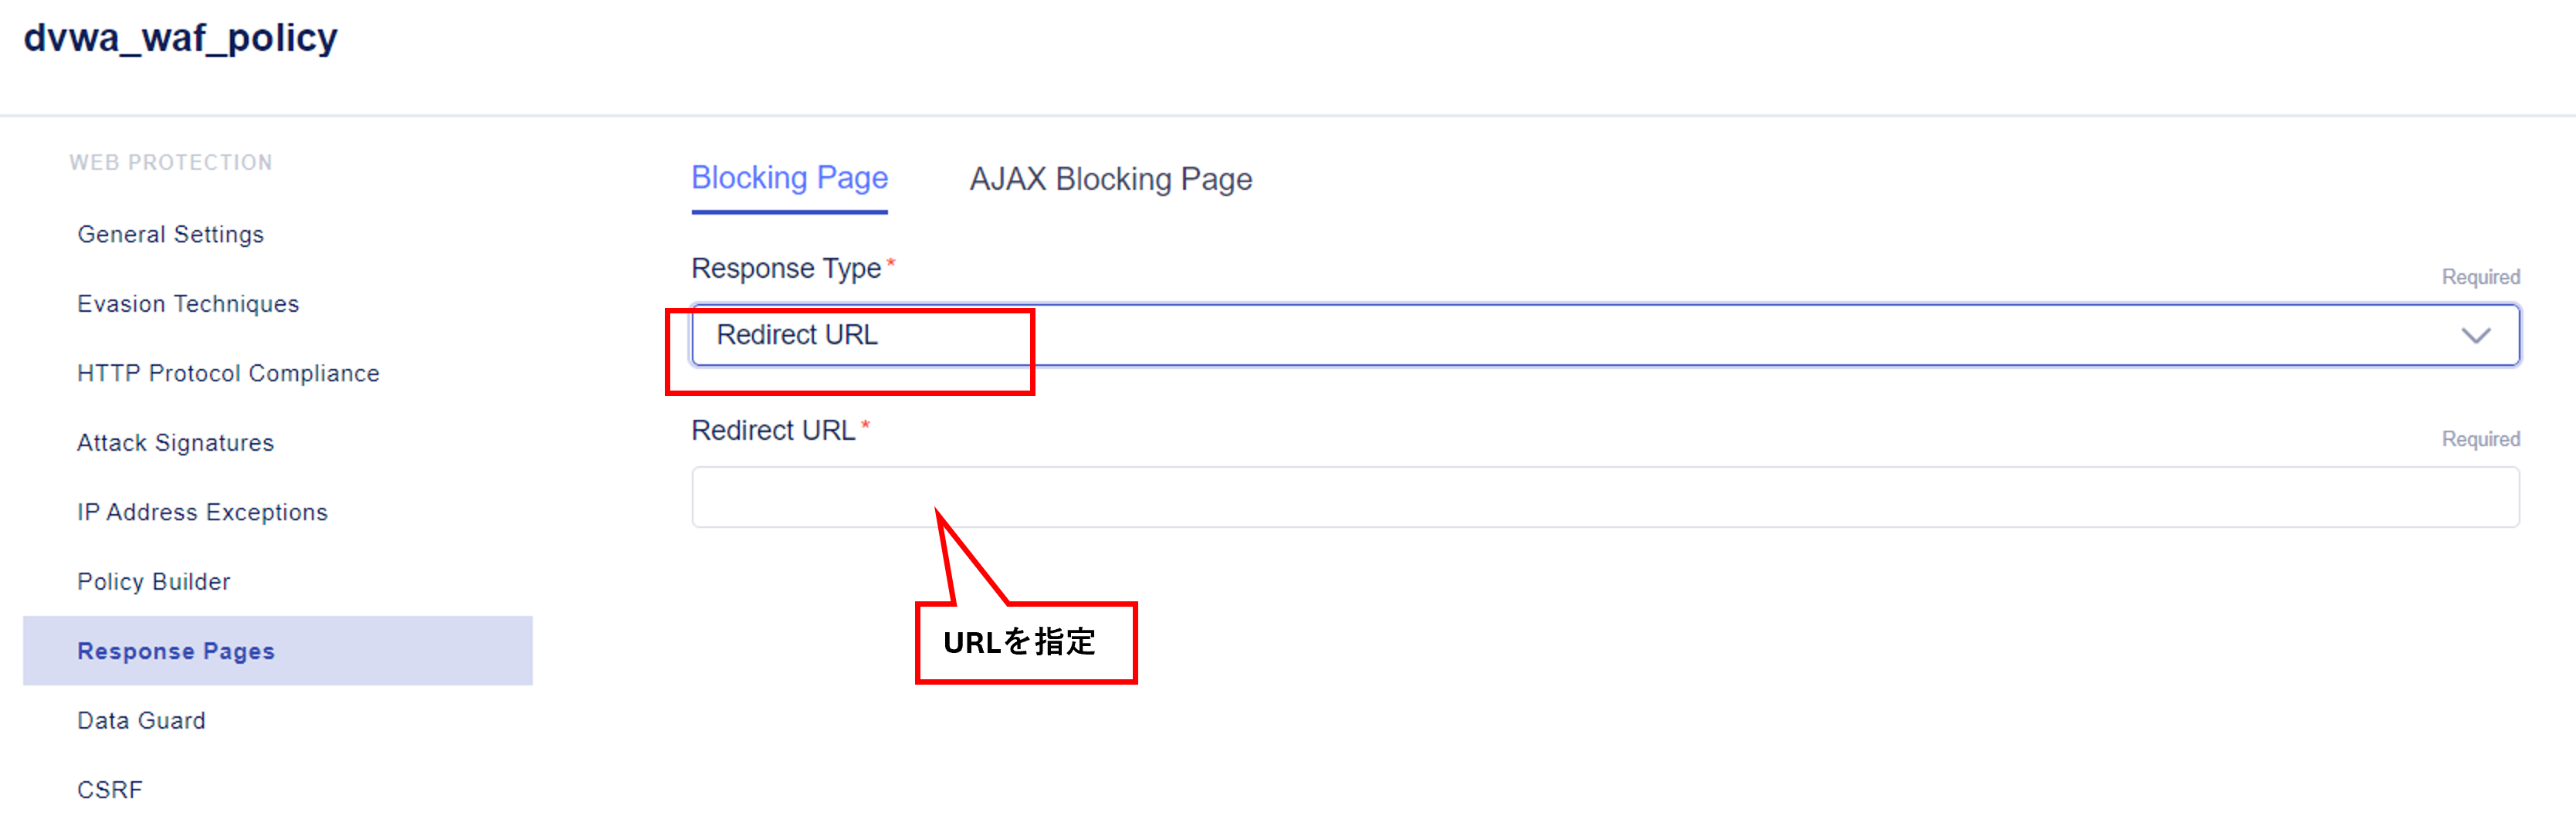 dvwa_waf_policy
WEB PROTECTION
General Settings
Evasion Techniques
HTTP Protocol Compliance
Attack Signatures
IP Address Exceptions
Policy Builder
Response Pages
Data Guard
CSRF
Blocking Page
AJAX Blocking Page
Response Type *
Required
Redirect URL
Redirect URL *
Required
URLを指定